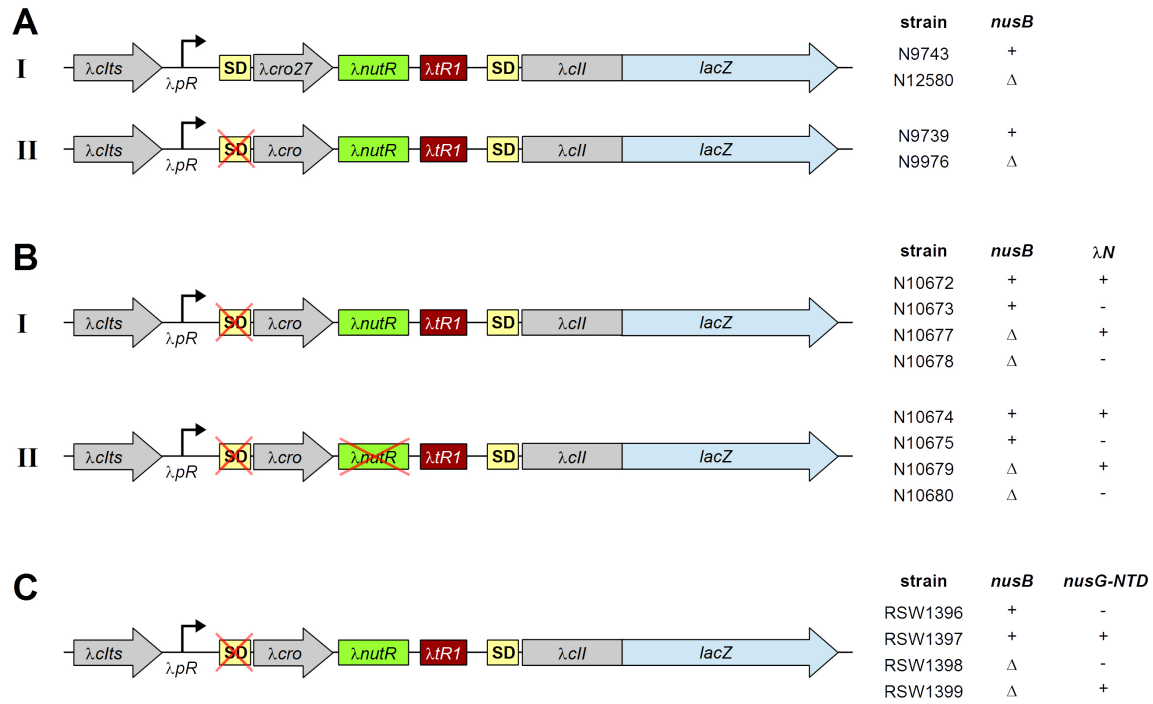 A
strain nusB
I
λcIts λpR SD λcro27 λnutR λtR1 SD λcII lacZ
N9743 +
N12580 Δ
II
λcIts λpR SD λcro λnutR λtR1 SD λcII lacZ
N9739 +
N9976 Δ
B
strain nusB λN
I
λcIts λpR SD λcro λnutR λtR1 SD λcII lacZ
N10672 + +
N10673 + -
N10677 Δ +
N10678 Δ -
II
λcIts λpR SD λcro λnutR λtR1 SD λcII lacZ
N10674 + +
N10675 + -
N10679 Δ +
N10680 Δ -
C
strain nusB nusG-NTD
λcIts λpR SD λcro λnutR λtR1 SD λcII lacZ
RSW1396 + -
RSW1397 + +
RSW1398 Δ -
RSW1399 Δ +